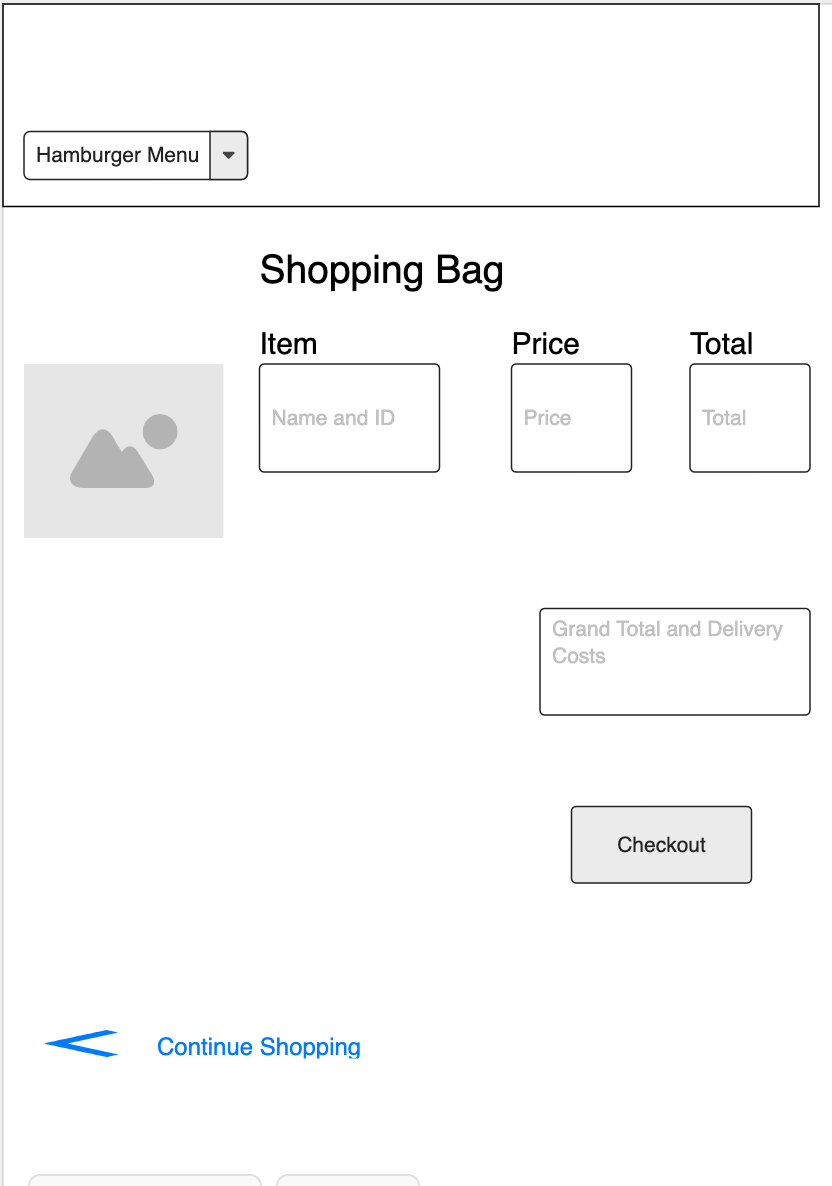 Hamburger Menu
Shopping Bag
Item
Price
Total
Name and ID
Price
Total
Grand Total and Delivery
Costs
Checkout
Continue Shopping